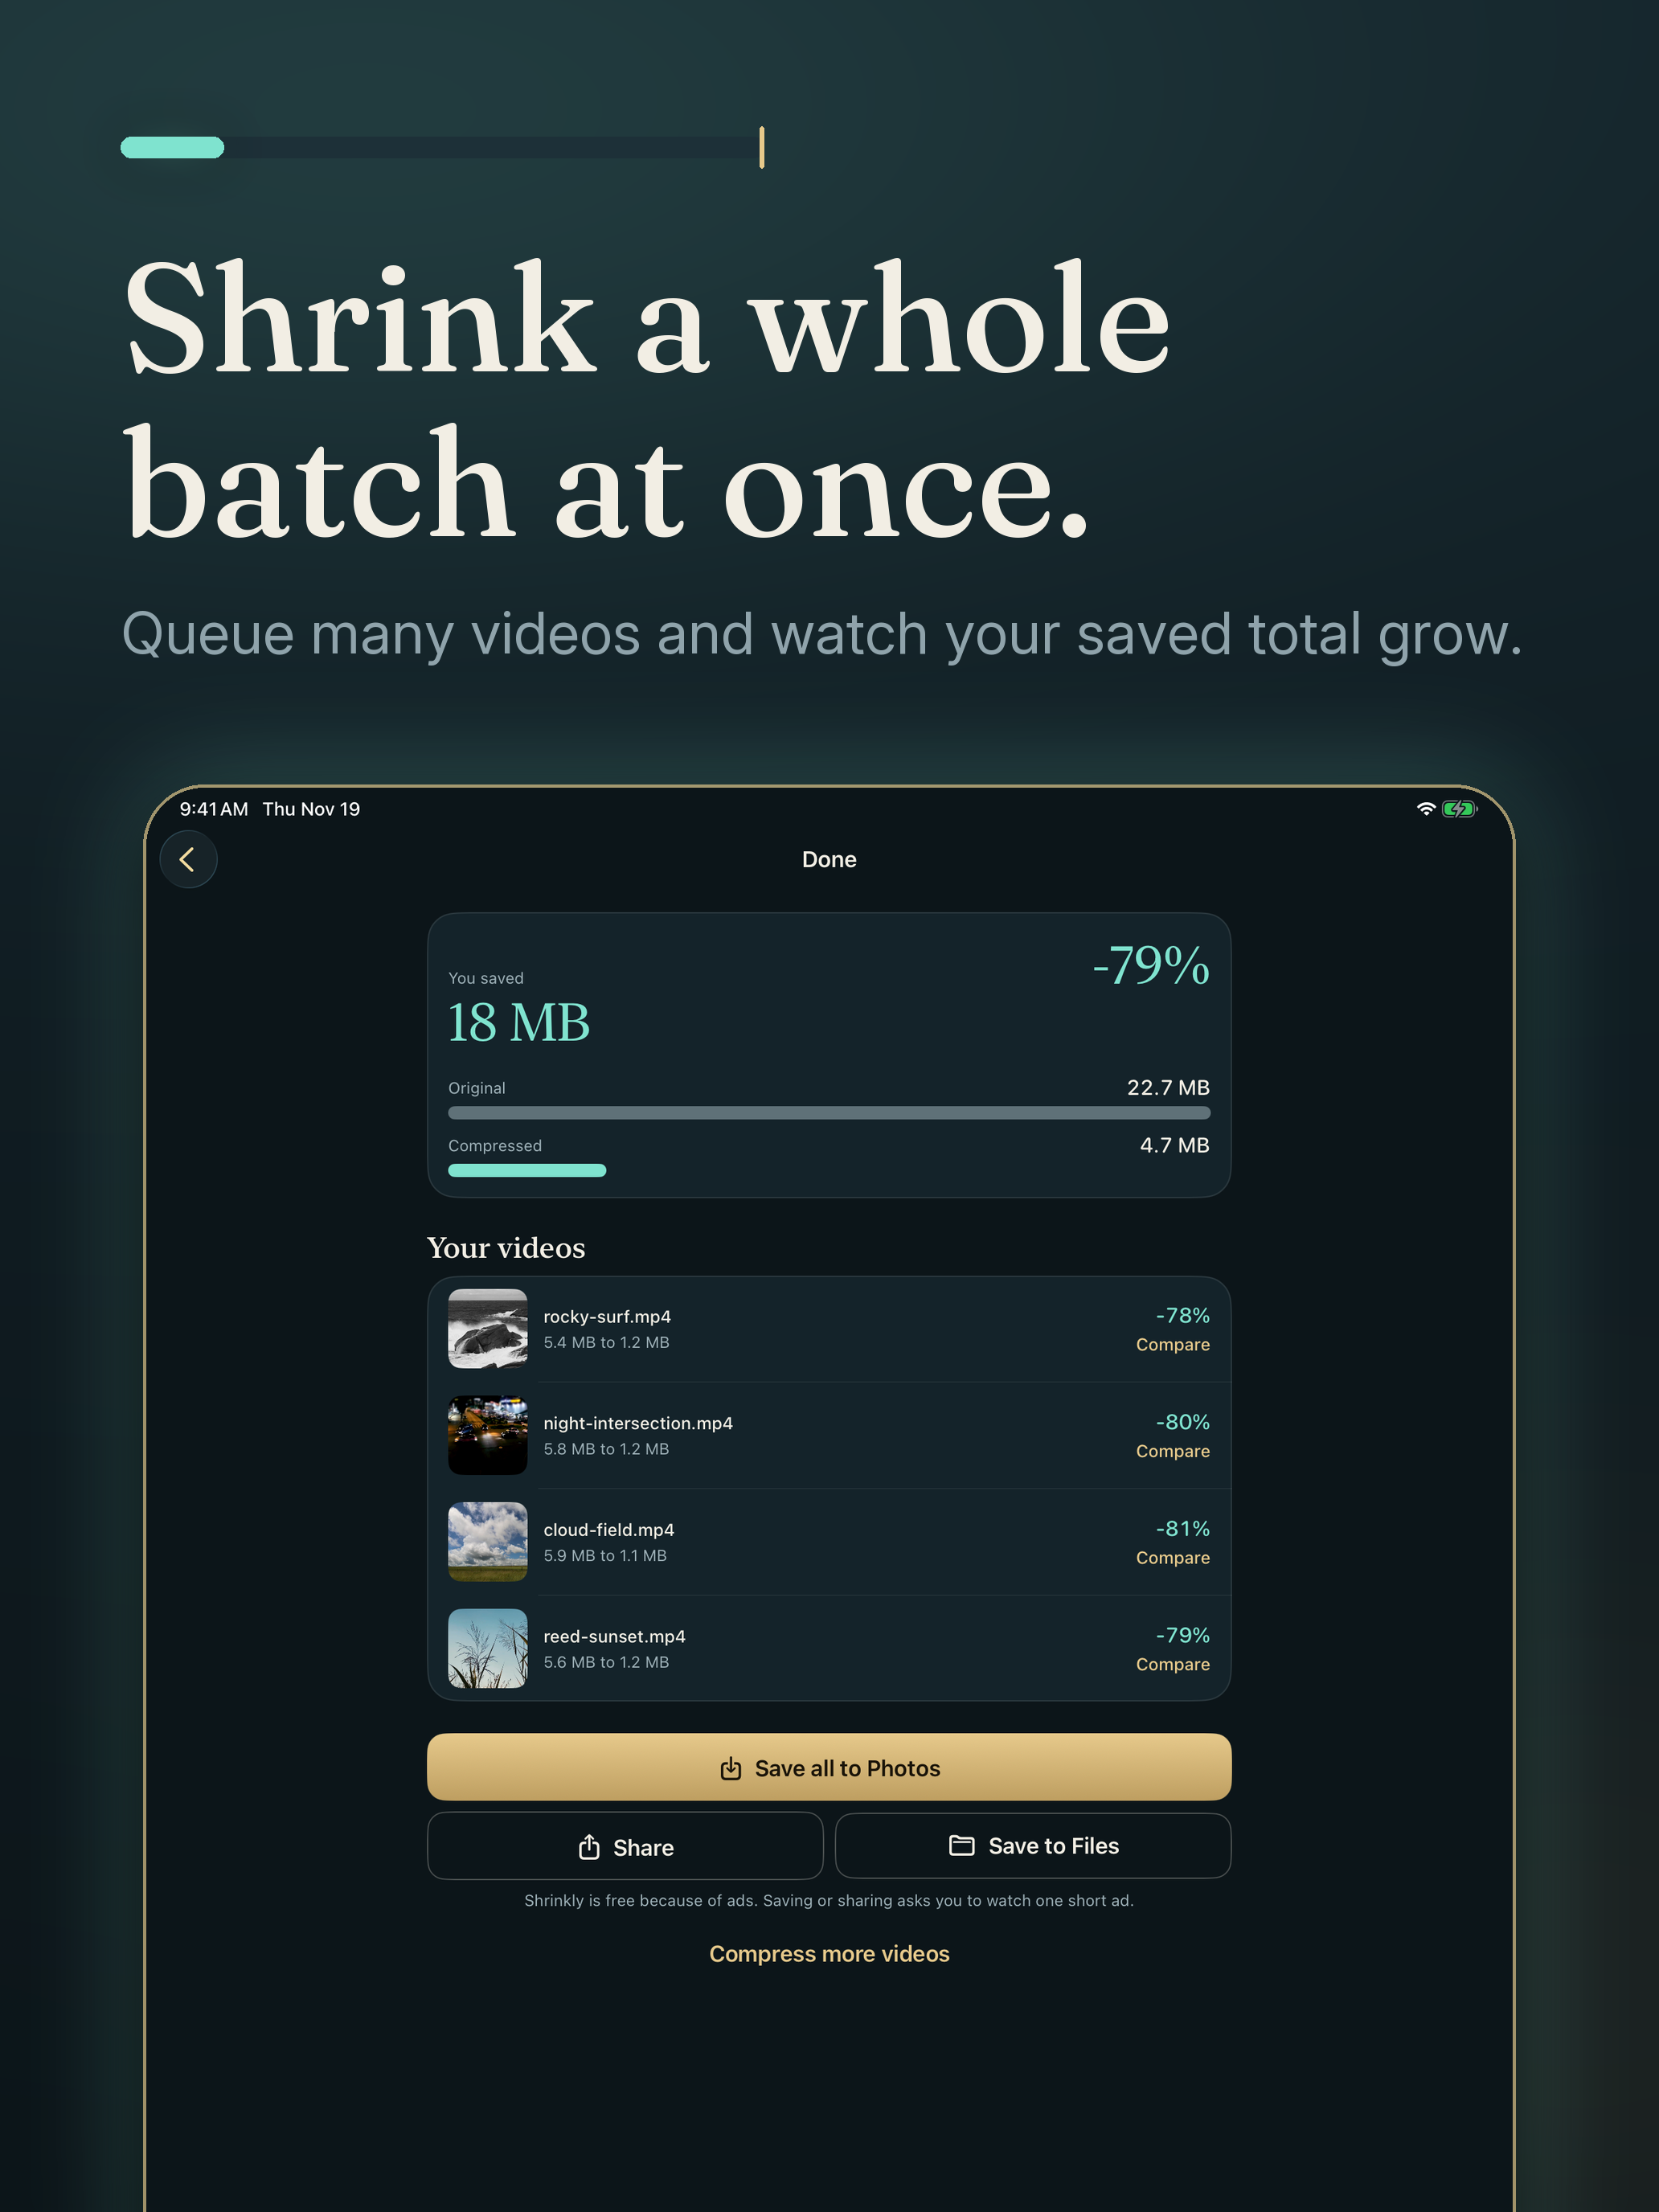 Shrink a whole
batch at once.
Queue many videos and watch your saved total grow.
9:41 AM Thu Nov 19
Done
You saved
-79%
18 MB
Original 22.7 MB
Compressed 4.7 MB
Your videos
rocky-surf.mp4 -78%
5.4 MB to 1.2 MB Compare
night-intersection.mp4 -80%
5.8 MB to 1.2 MB Compare
cloud-field.mp4 -81%
5.9 MB to 1.1 MB Compare
reed-sunset.mp4 -79%
5.6 MB to 1.2 MB Compare
Save all to Photos
Share Save to Files
Shrinkly is free because of ads. Saving or sharing asks you to watch one short ad.
Compress more videos